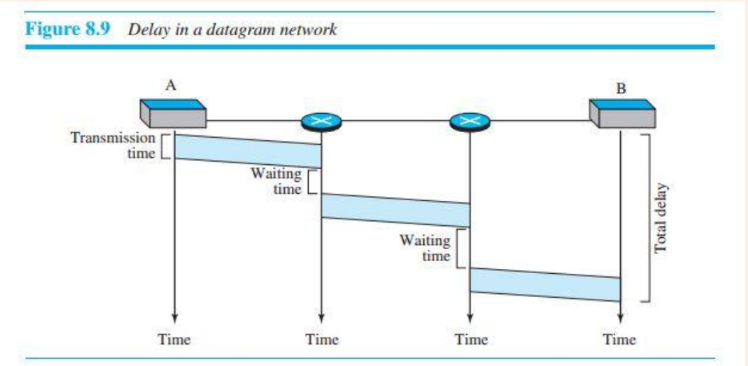 Figure 8.9 Delay in a datagram network
A
B
Transmission
time
Waiting
time
Waiting
time
Total delay
Time
Time
Time
Time